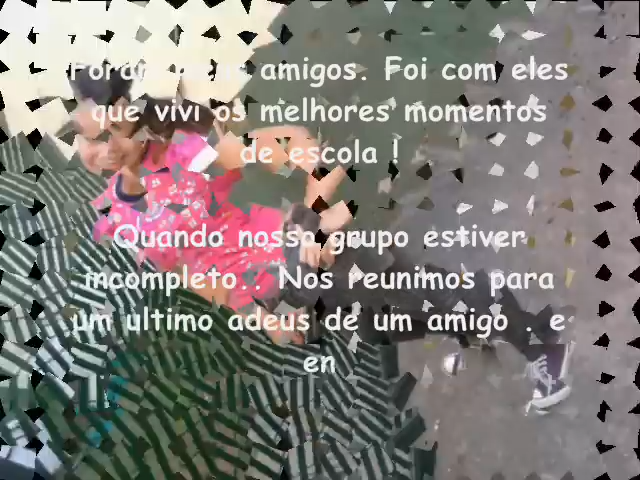 Foram meus amigos. Foi com eles
que vivi os melhores momentos
de escola !
Quando nosso grupo estiver
incompleto.. Nos reunimos para
um ultimo adeus de um amigo . e
en